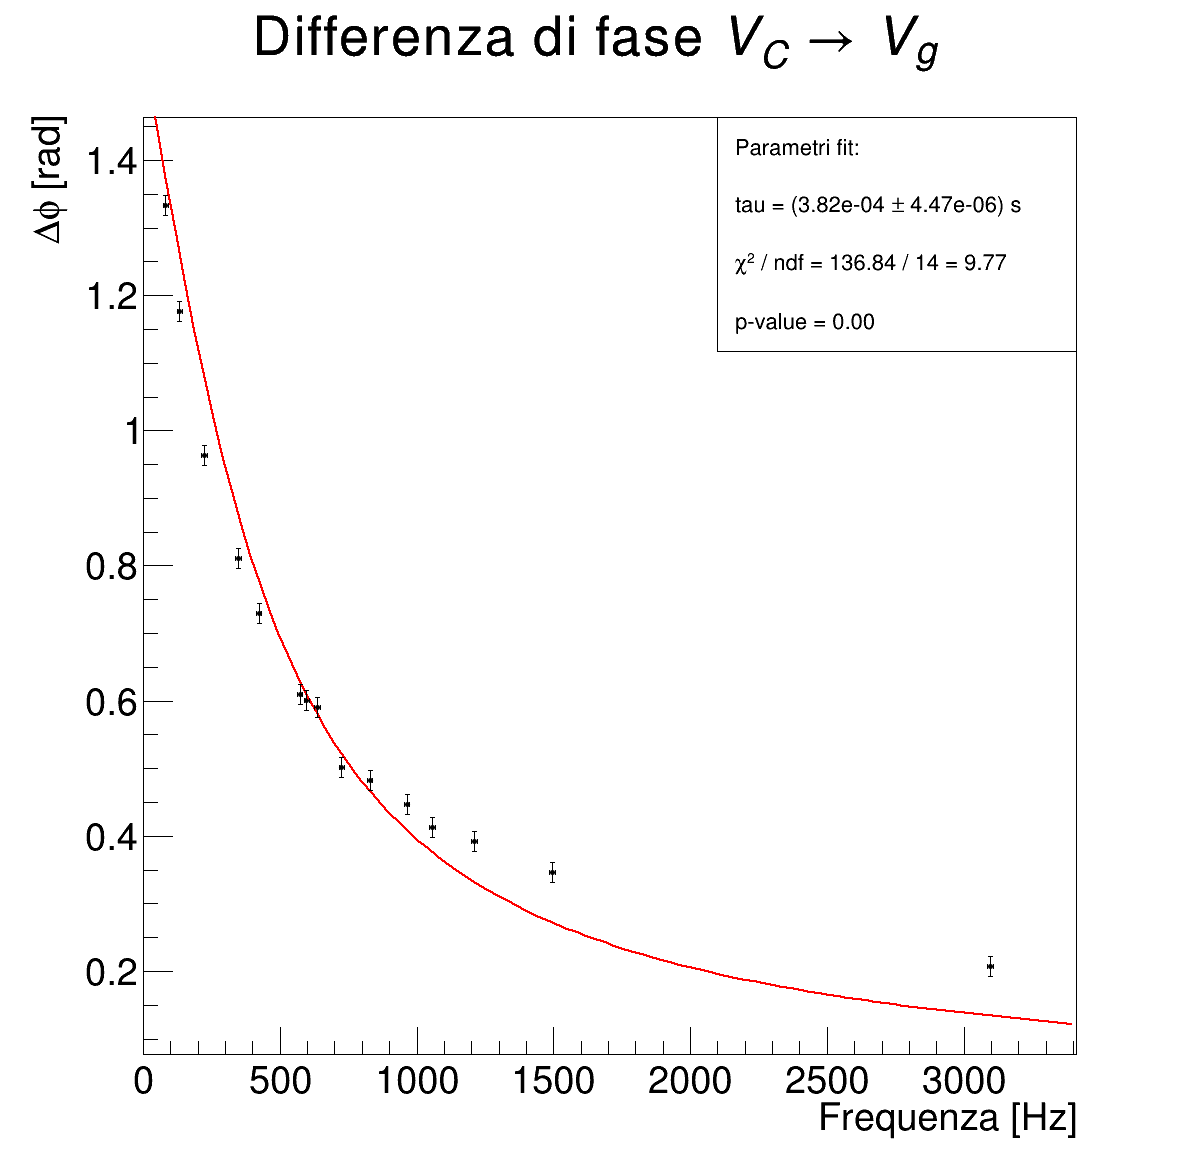 Differenza di fase V_C → V_g
Δϕ [rad]
1.4
1.2
1
0.8
0.6
0.4
0.2
Parametri fit:
tau = (3.82e-04 ± 4.47e-06) s
χ² / ndf = 136.84 / 14 = 9.77
p-value = 0.00
0 500 1000 1500 2000 2500 3000
Frequenza [Hz]